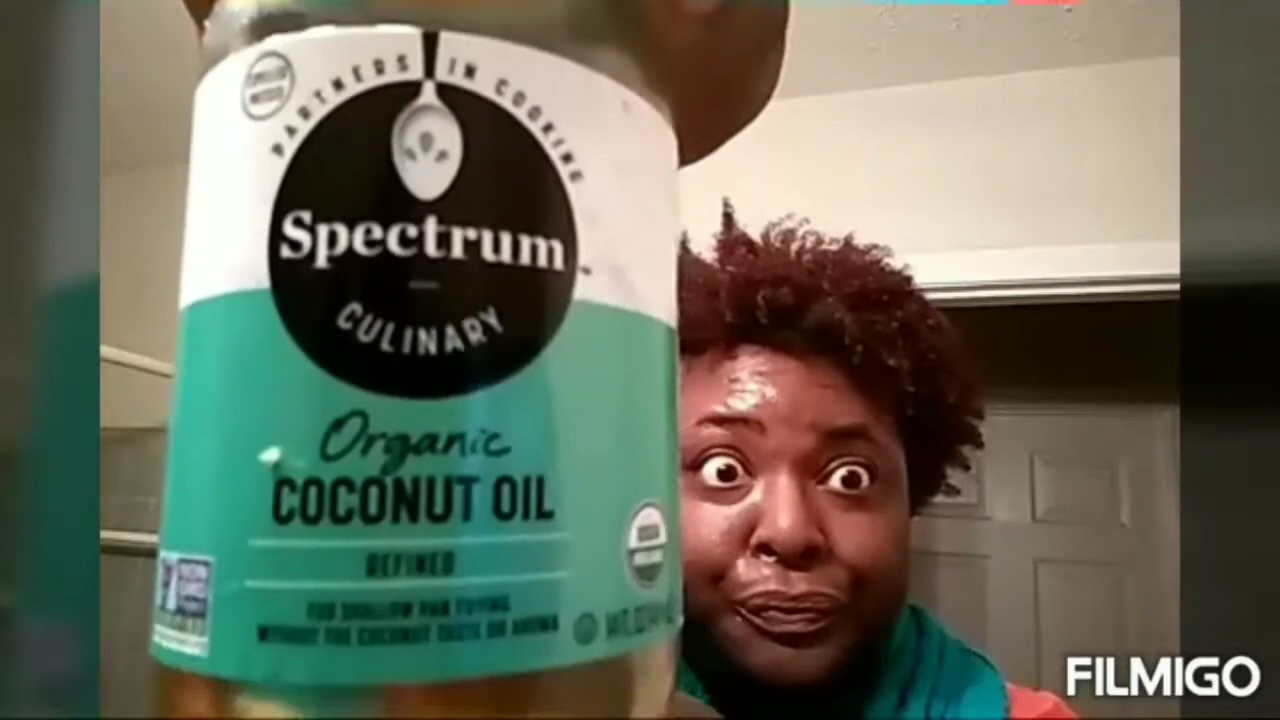 PARTNERS IN COOKING
Spectrum
CULINARY
Organic
COCONUT OIL
REFINED
FOR SHALLOW PAN FRYING
WITHOUT THE COCONUT TASTE OR AROMA
USDA
FILMIGO